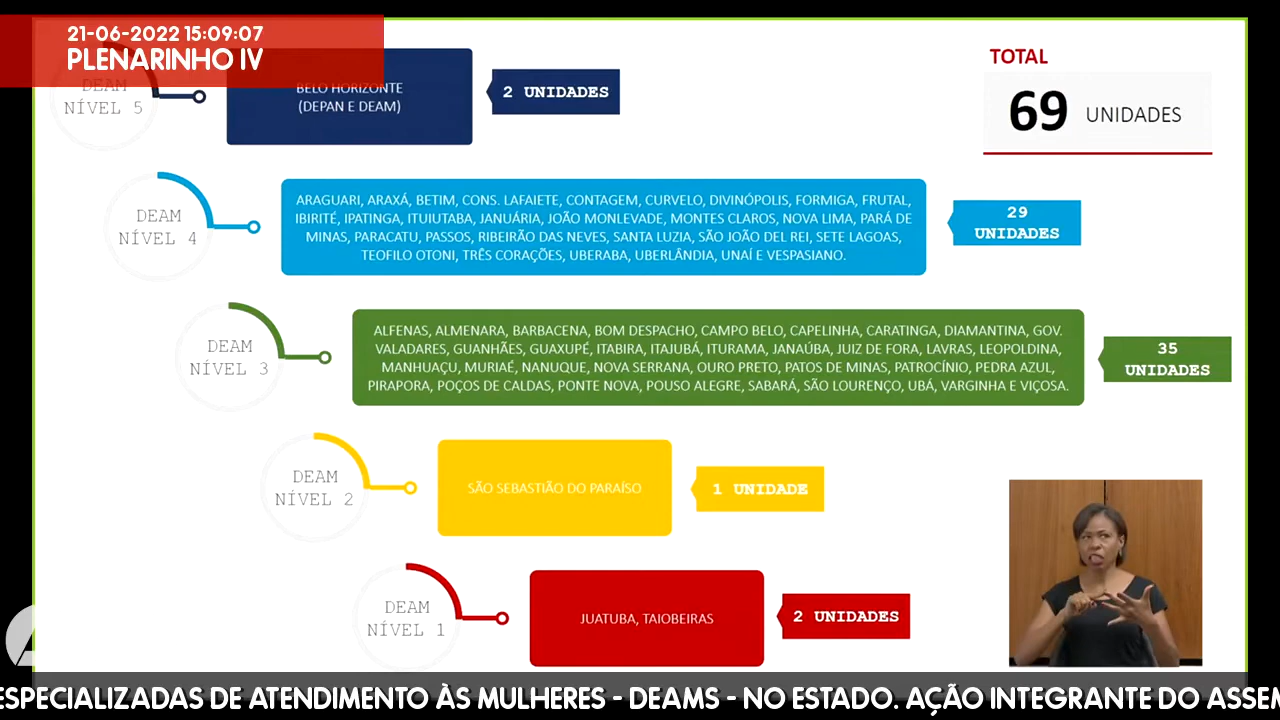 21-06-2022 15:09:07
PLENARINHO IV
TOTAL
69 UNIDADES
DEAM
NÍVEL 5
BELO HORIZONTE
(DEPAN E DEAM)
2 UNIDADES
DEAM
NÍVEL 4
ARAGUARI, ARAXÁ, BETIM, CONS. LAFAIETE, CONTAGEM, CURVELO, DIVINÓPOLIS, FORMIGA, FRUTAL,
IBIRITÉ, IPATINGA, ITUIUTABA, JANUÁRIA, JOÃO MONLEVADE, MONTES CLAROS, NOVA LIMA, PARÁ DE
MINAS, PARACATU, PASSOS, RIBEIRÃO DAS NEVES, SANTA LUZIA, SÃO JOÃO DEL REI, SETE LAGOAS,
TEOFILO OTONI, TRÊS CORAÇÕES, UBERABA, UBERLÂNDIA, UNAÍ E VESPASIANO.
29
UNIDADES
DEAM
NÍVEL 3
ALFENAS, ALMENARA, BARBACENA, BOM DESPACHO, CAMPO BELO, CAPELINHA, CARATINGA, DIAMANTINA, GOV.
VALADARES, GUANHÃES, GUAXUPÉ, ITABIRA, ITAJUBÁ, ITURAMA, JANAÚBA, JUIZ DE FORA, LAVRAS, LEOPOLDINA,
MANHUAÇU, MURIAÉ, NANUQUE, NOVA SERRANA, OURO PRETO, PATOS DE MINAS, PATROCÍNIO, PEDRA AZUL,
PIRAPORA, POÇOS DE CALDAS, PONTE NOVA, POUSO ALEGRE, SABARÁ, SÃO LOURENÇO, UBÁ, VARGINHA E VIÇOSA.
35
UNIDADES
DEAM
NÍVEL 2
SÃO SEBASTIÃO DO PARAÍSO
1 UNIDADE
DEAM
NÍVEL 1
JUATUBA, TAIOBEIRAS
2 UNIDADES
ESPECIALIZADAS DE ATENDIMENTO ÀS MULHERES - DEAMS - NO ESTADO. AÇÃO INTEGRANTE DO ASSEM